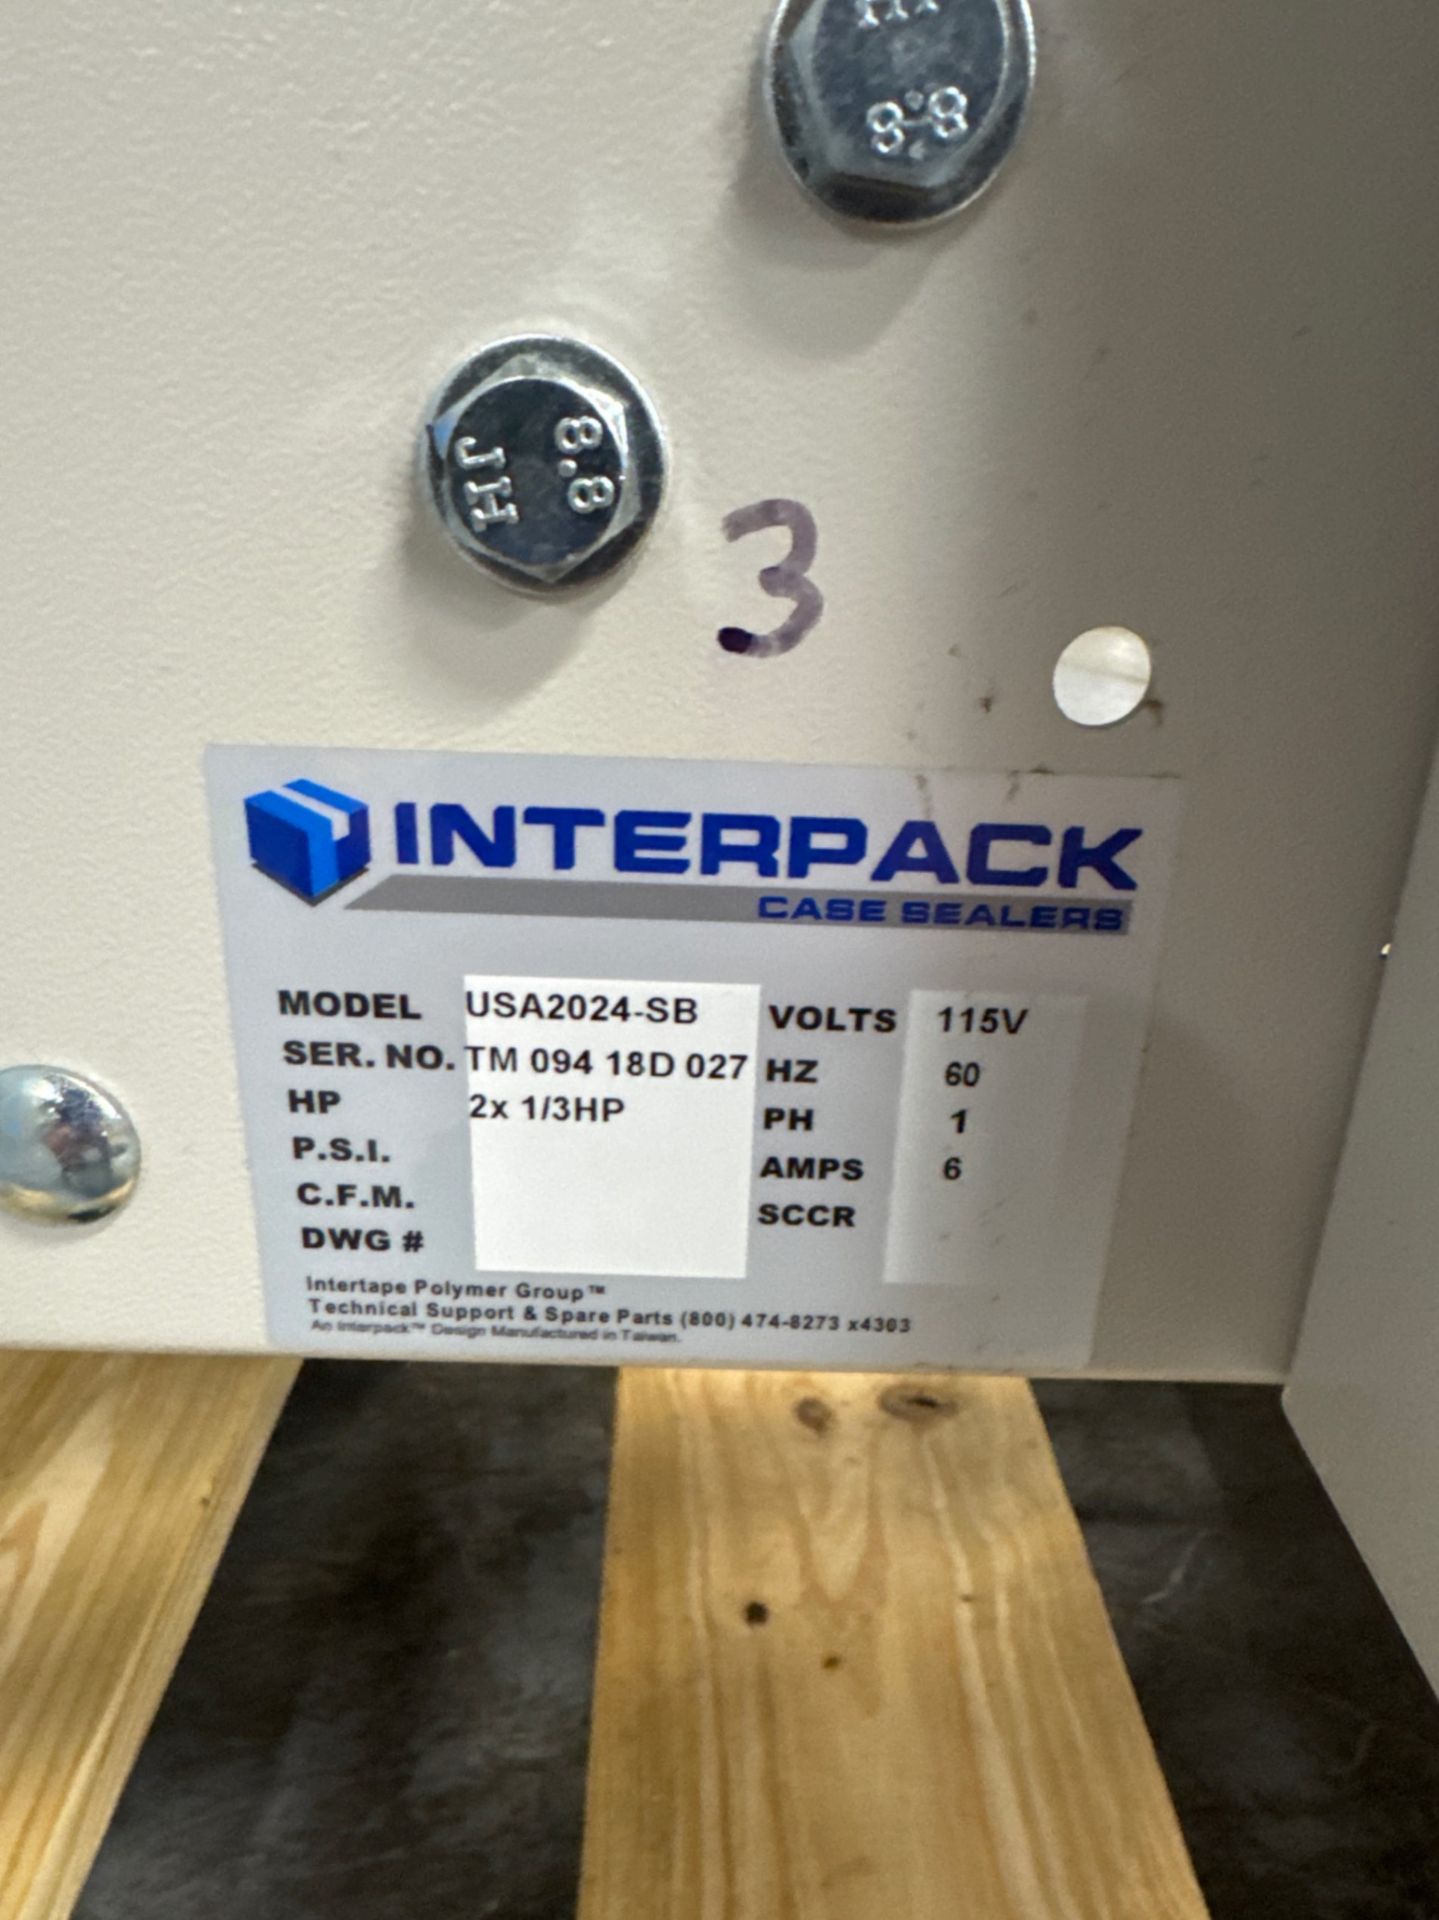 8.8
8.8
JH
3
INTERPACK
CASE SEALERS
MODEL USA2024-SB VOLTS 115V
SER. NO. TM 094 18D 027 HZ 60
HP 2x 1/3HP PH 1
P.S.I. AMPS 6
C.F.M. SCCR
DWG #
Intertape Polymer Group™
Technical Support & Spare Parts (800) 474-8273 x4303
An Interpack™ Design Manufactured in Taiwan.